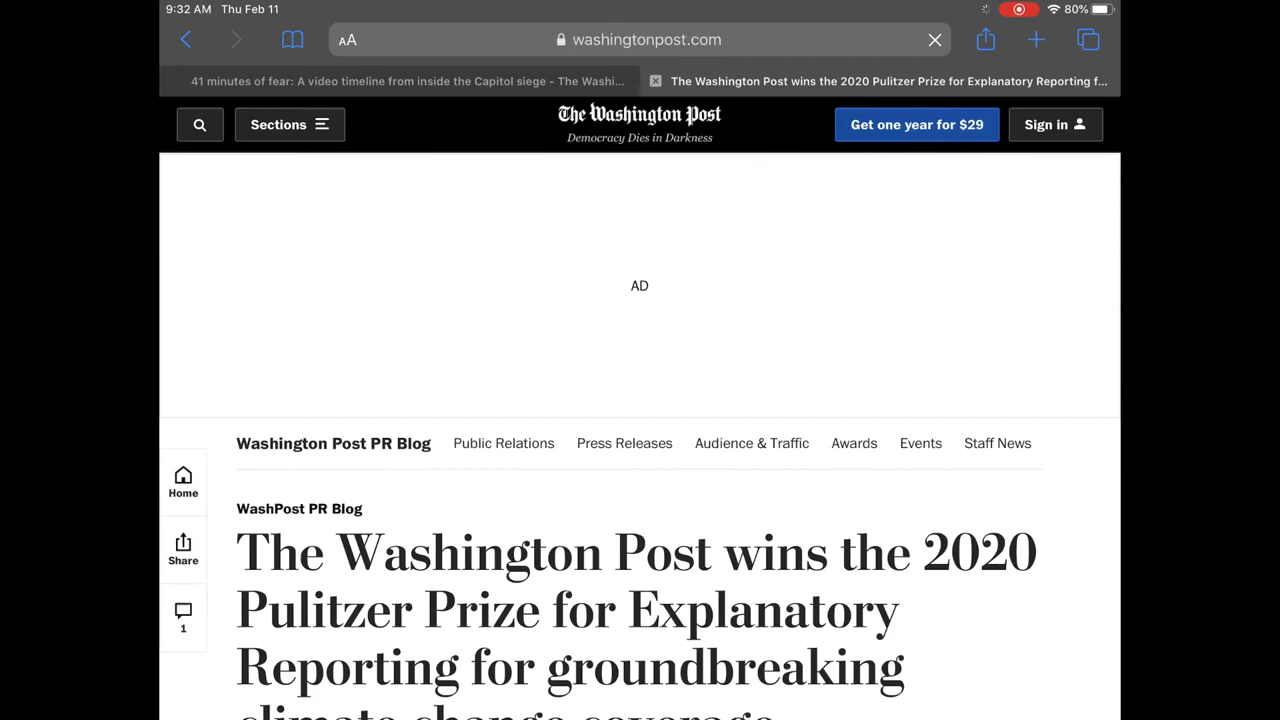 9:32 AM Thu Feb 11 80%
AA washingtonpost.com
41 minutes of fear: A video timeline from inside the Capitol siege - The Washi...
The Washington Post wins the 2020 Pulitzer Prize for Explanatory Reporting f...
Sections
The Washington Post
Democracy Dies in Darkness
Get one year for $29
Sign in
AD
Washington Post PR Blog Public Relations Press Releases Audience & Traffic Awards Events Staff News
Home
Share
1
WashPost PR Blog
The Washington Post wins the 2020
Pulitzer Prize for Explanatory
Reporting for groundbreaking
climate change coverage